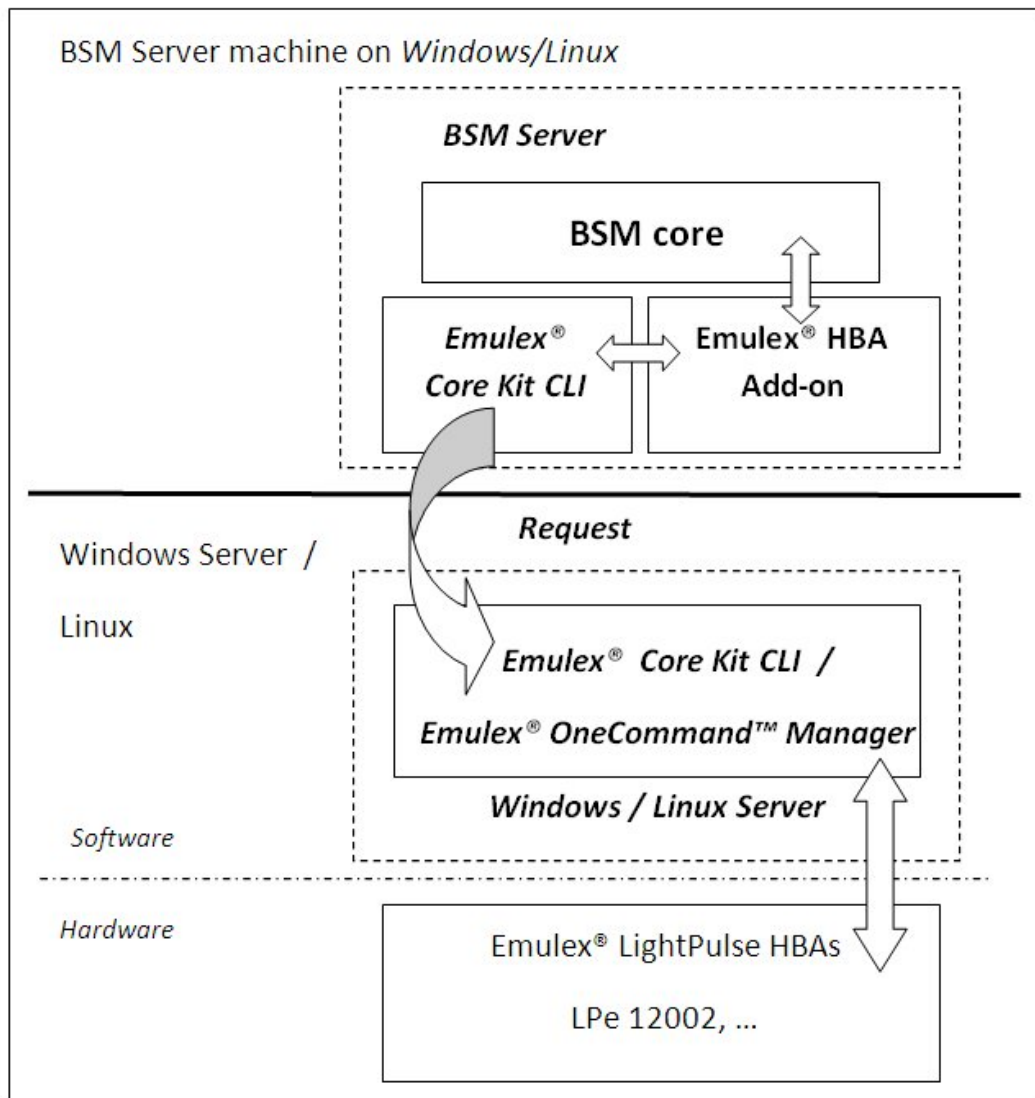 BSM Server machine on Windows/Linux
BSM Server
BSM core
Emulex®
Core Kit CLI
Emulex® HBA
Add-on
Request
Windows Server /
Linux
Emulex® Core Kit CLI /
Emulex® OneCommand™ Manager
Windows / Linux Server
Software
Hardware
Emulex® LightPulse HBAs
LPe 12002, ...